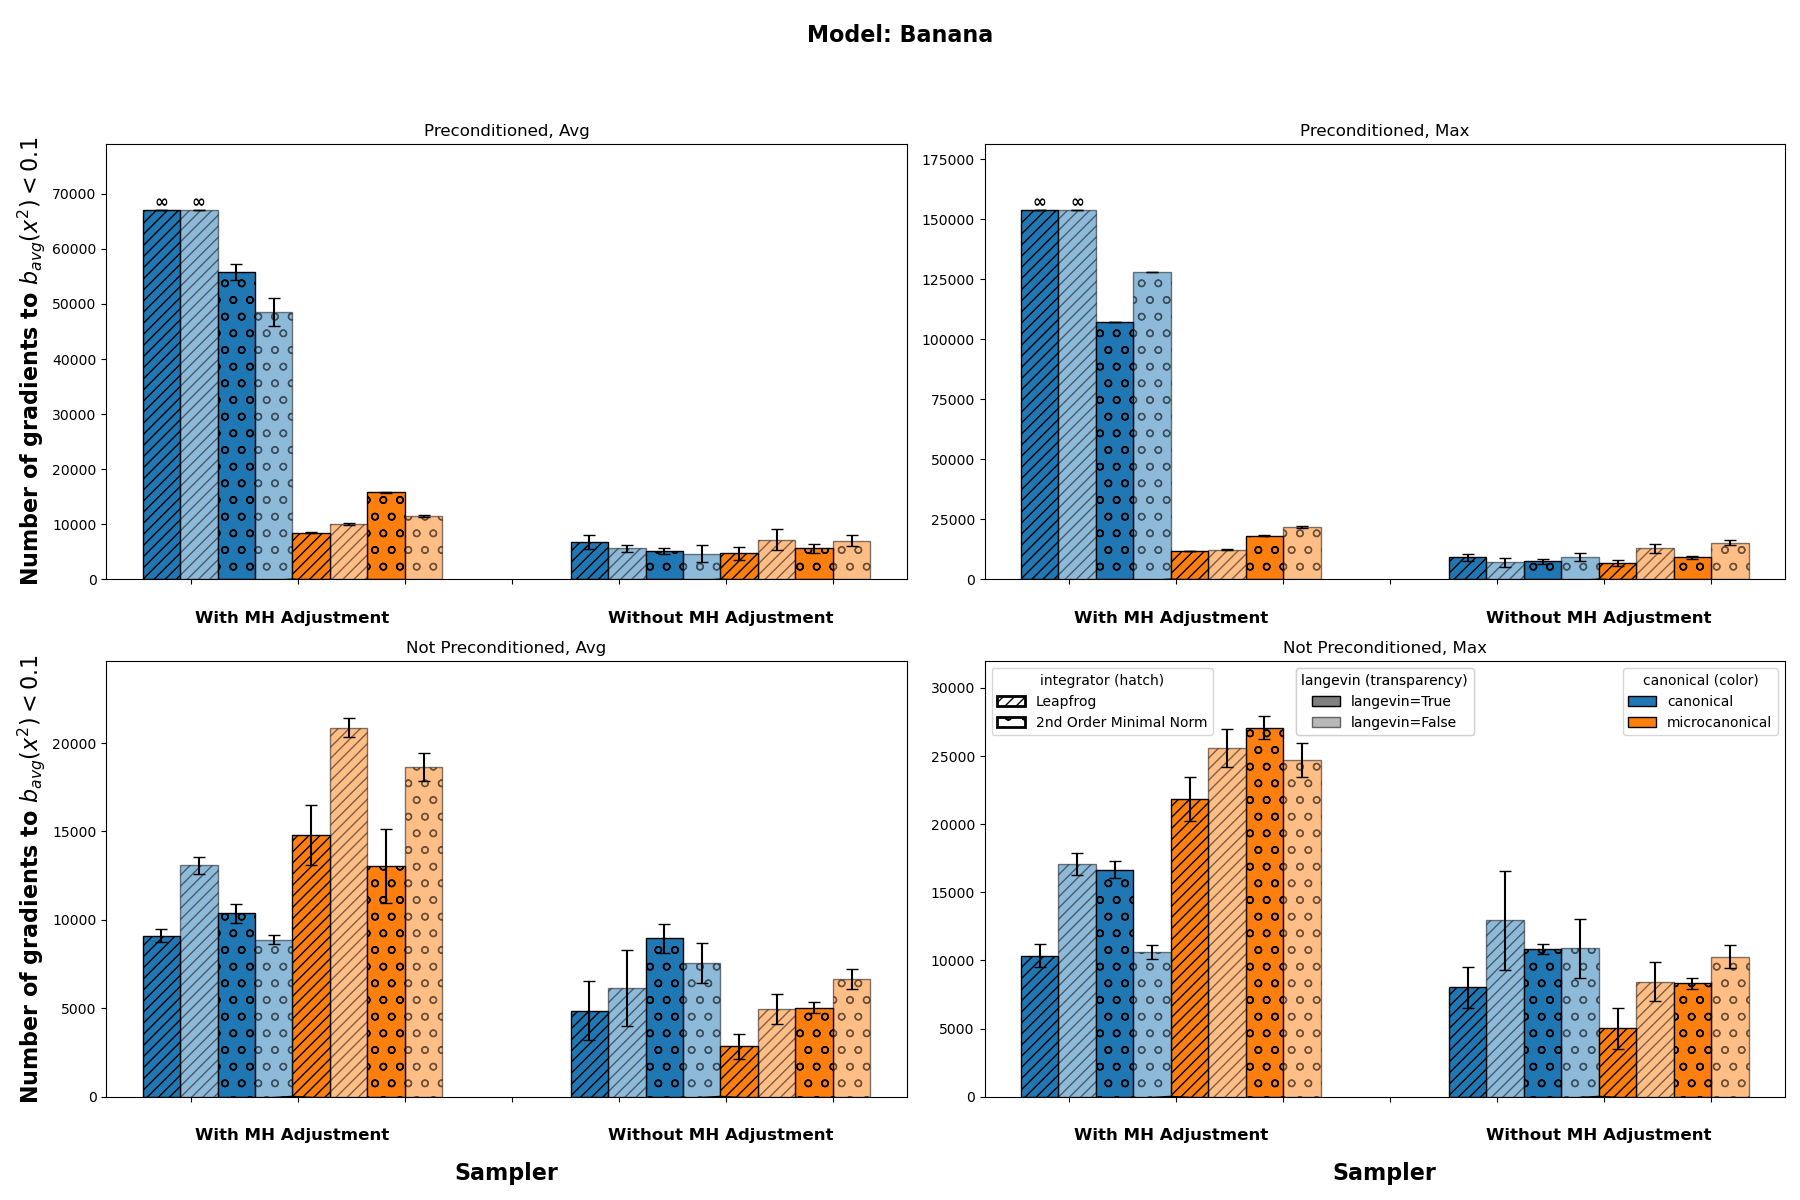 Model: Banana
Preconditioned, Avg
Number of gradients to $b_{avg}(x^2) < 0.1$
70000
60000
50000
40000
30000
20000
10000
0
∞ ∞
With MH Adjustment
Without MH Adjustment
Preconditioned, Max
175000
150000
125000
100000
75000
50000
25000
0
∞ ∞
With MH Adjustment
Without MH Adjustment
Not Preconditioned, Avg
Number of gradients to $b_{avg}(x^2) < 0.1$
20000
15000
10000
5000
0
With MH Adjustment
Without MH Adjustment
Sampler
Not Preconditioned, Max
30000
25000
20000
15000
10000
5000
0
integrator (hatch)
Leapfrog
2nd Order Minimal Norm
langevin (transparency)
langevin=True
langevin=False
canonical (color)
canonical
microcanonical
With MH Adjustment
Without MH Adjustment
Sampler